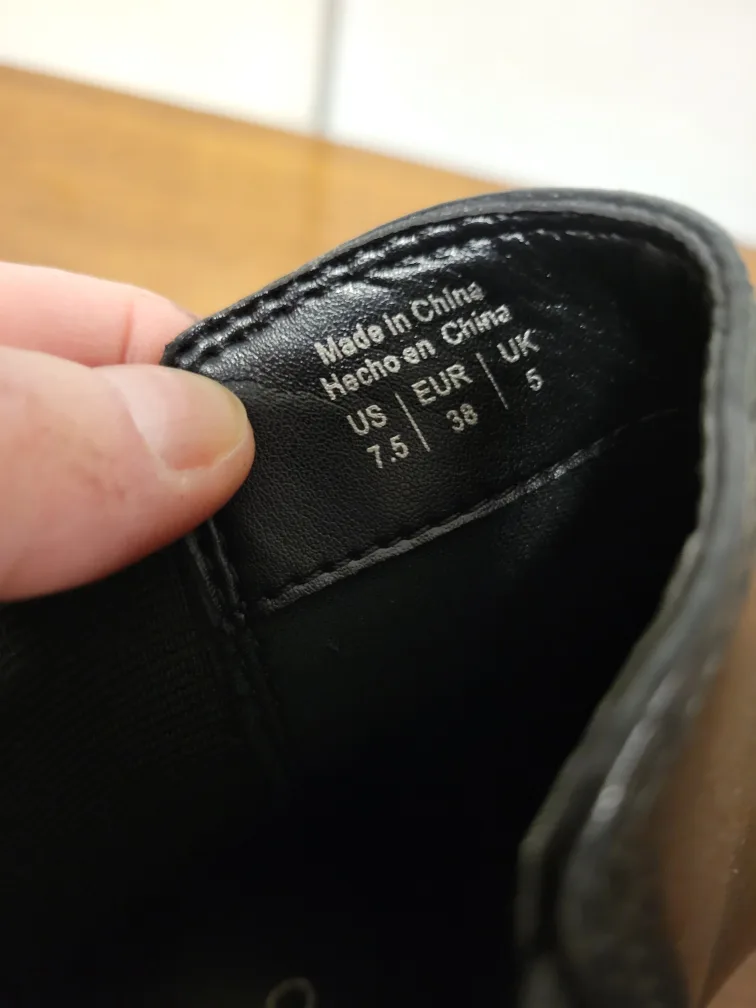 Made in China
Hecho en China
US | EUR | UK
7.5 | 38 | 5